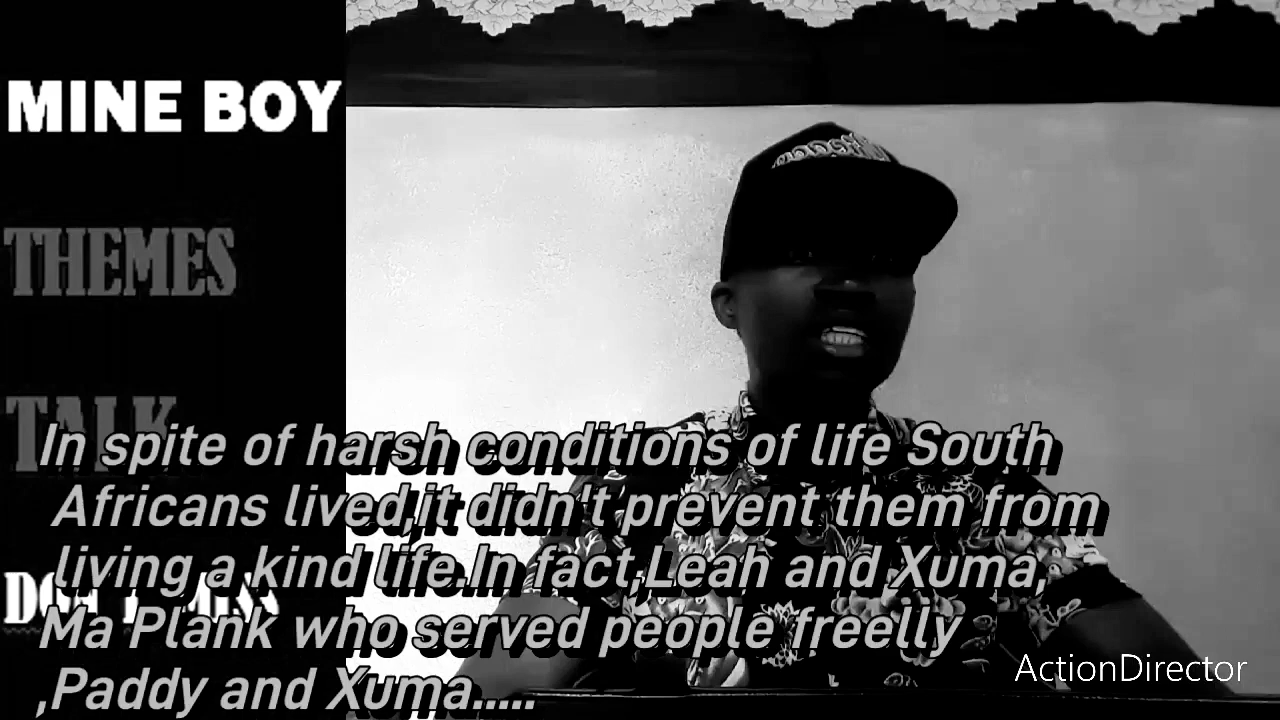 MINE BOY
THEMES
TALK
In spite of harsh conditions of life South
Africans lived,it didn't prevent them from
living a kind life.In fact,Leah and Xuma,
Ma Plank who served people freelly
,Paddy and Xuma.....
ActionDirector